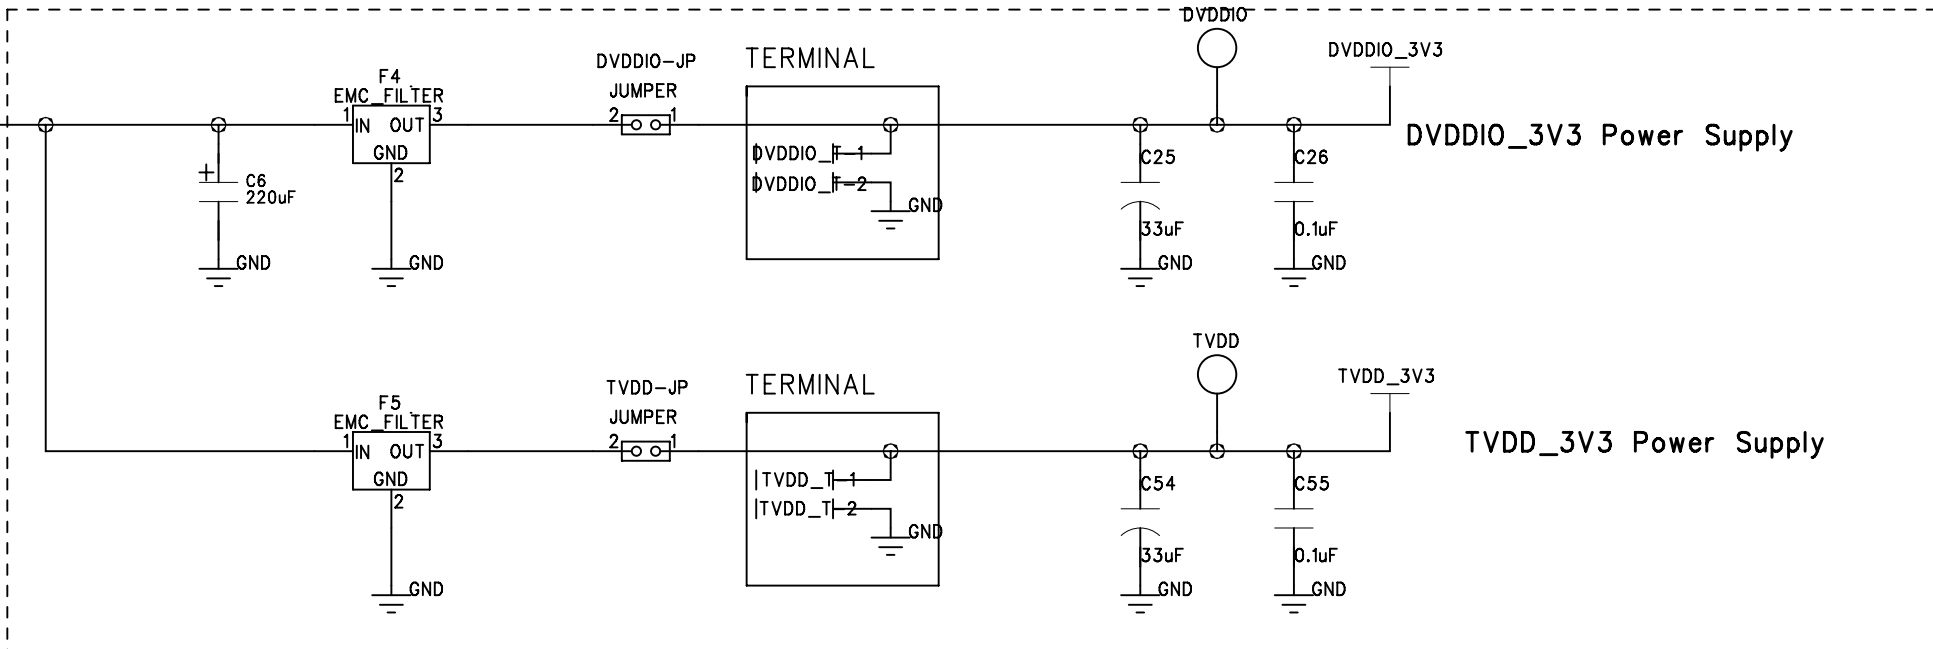 DVDDIO
DVDDIO-JP
TERMINAL
DVDDIO_3V3
F4
JUMPER
EMC_FILTER
1
3
2
1
IN OUT
DVDDIO_3V3 Power Supply
GND
DVDDIO_T-1
C25
C26
2
C6
DVDDIO_T-2
220uF
GND
33uF
0.1uF
GND
GND
GND
GND
TVDD
TVDD-JP
TERMINAL
TVDD_3V3
F5
JUMPER
EMC_FILTER
1
3
2
1
IN OUT
TVDD_3V3 Power Supply
GND
TVDD_T-1
C54
C55
2
TVDD_T-2
GND
33uF
0.1uF
GND
GND
GND